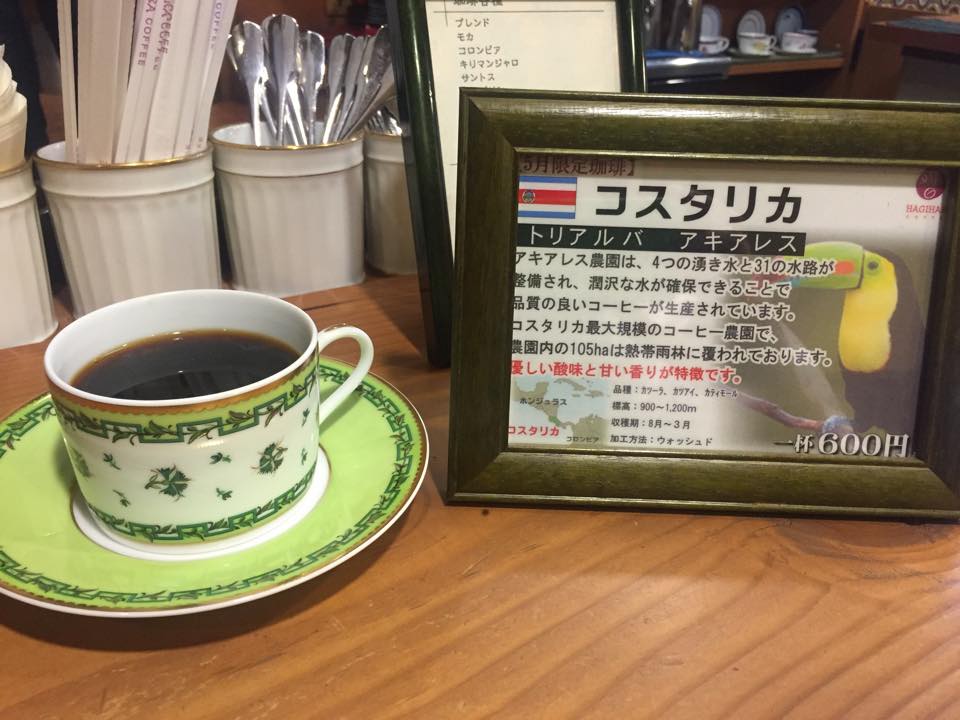 COFFEE
COFFEE
珈琲各種
ブレンド
モカ
コロンビア
キリマンジャロ
サントス
【5月限定珈琲】
コスタリカ
HAGIHA
トリアルバ アキアレス
アキアレス農園は、4つの湧き水と31の水路が
整備され、潤沢な水が確保できることで
品質の良いコーヒーが生産されています。
コスタリカ最大規模のコーヒー農園で、
農園内の105haは熱帯雨林に覆われております。
優しい酸味と甘い香りが特徴です。
品種:カツーラ、カツアイ、カティモール
標高:900〜1,200m
収穫期:8月〜3月
加工方法:ウォッシュド
ホンジュラス
コスタリカ
コロンビア
一杯600円